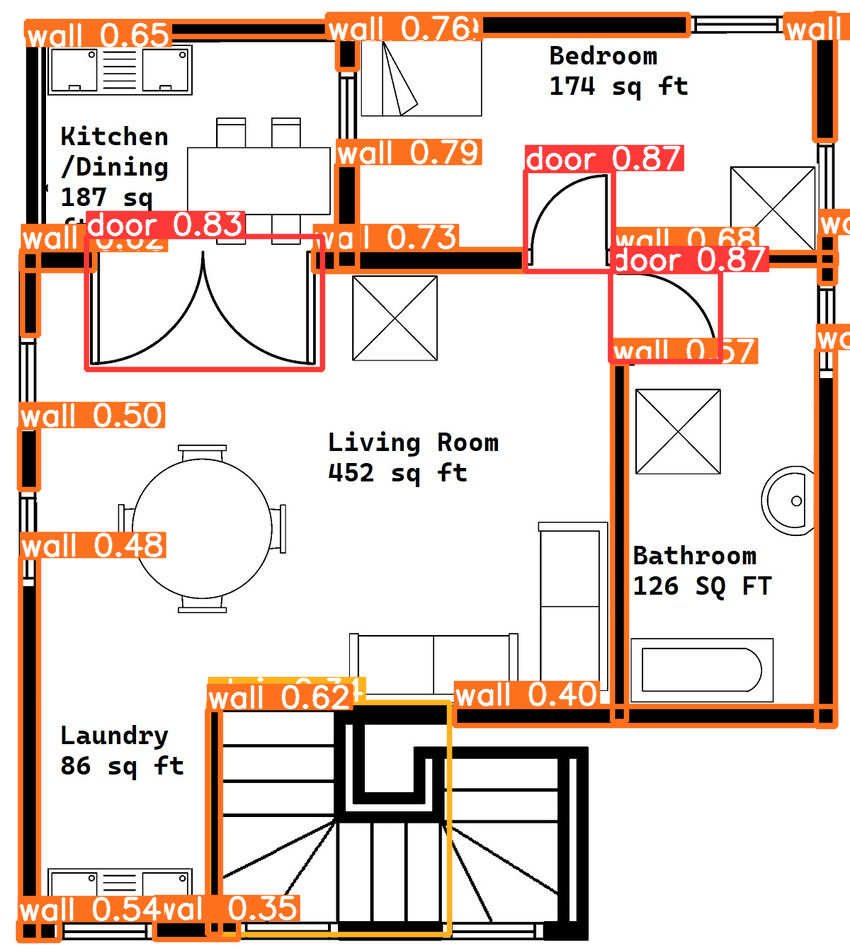 wall 0.65
wall 0.76
wall
Bedroom
174 sq ft
Kitchen
/Dining
187 sq
wall 0.79
door 0.87
door 0.83
wall 0.62
wall 0.73
wall 0.68
door 0.87
wall 0.57
wall 0.50
Living Room
452 sq ft
wall 0.48
Bathroom
126 SQ FT
wall 0.62
wall 0.40
Laundry
86 sq ft
wall 0.54
wall 0.35